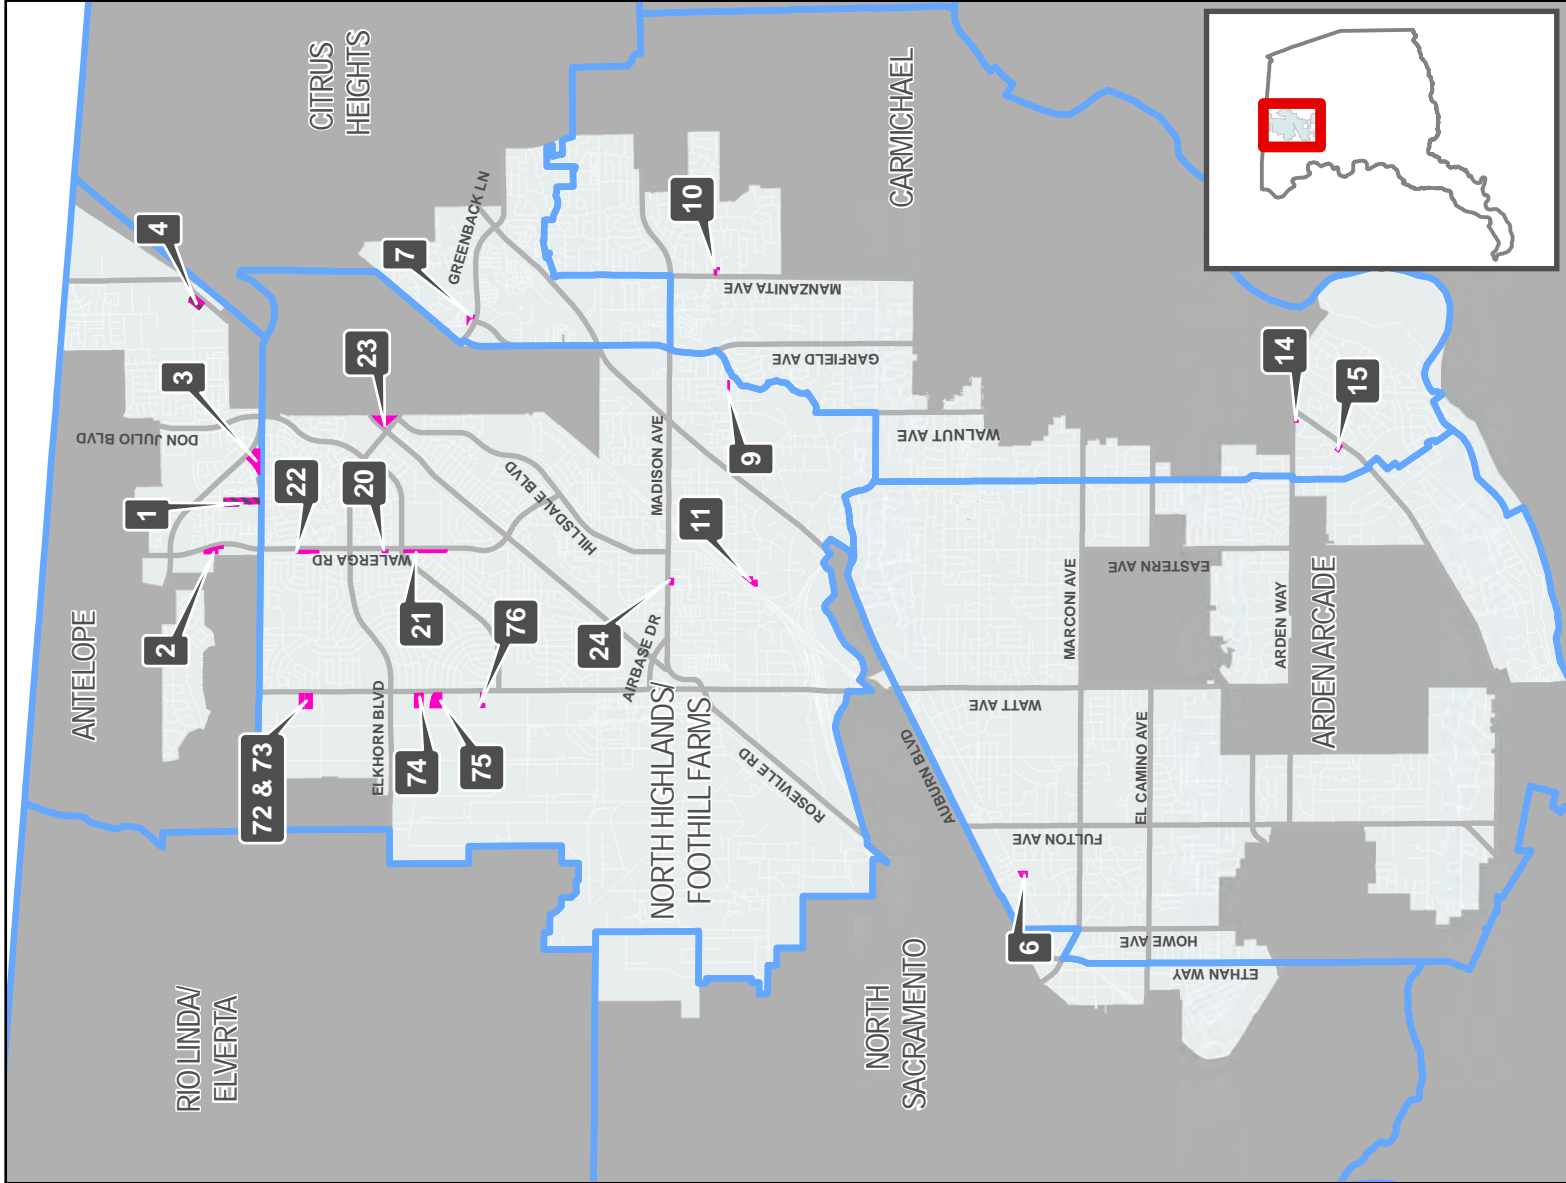 CITRUS
HEIGHTS
CARMICHAEL
4
GREENBACK LN
7
10
MANZANITA AVE
3
23
GARFIELD AVE
14
15
DON JULIO BLVD
1
22
20
HILLSDALE BLVD
MADISON AVE
9
WALNUT AVE
11
2
WALERGA RD
21
76
24
MARCONI AVE
EASTERN AVE
ARDEN WAY
ARDEN ARCADE
ANTELOPE
AIRBASE DR
72 & 73
ELKHORN BLVD
74
75
NORTH HIGHLANDS/
FOOTHILL FARMS
ROSEVILLE RD
WATT AVE
AUBURN BLVD
EL CAMINO AVE
FULTON AVE
6
HOWE AVE
ETHAN WAY
RIO LINDA/
ELVERTA
NORTH
SACRAMENTO